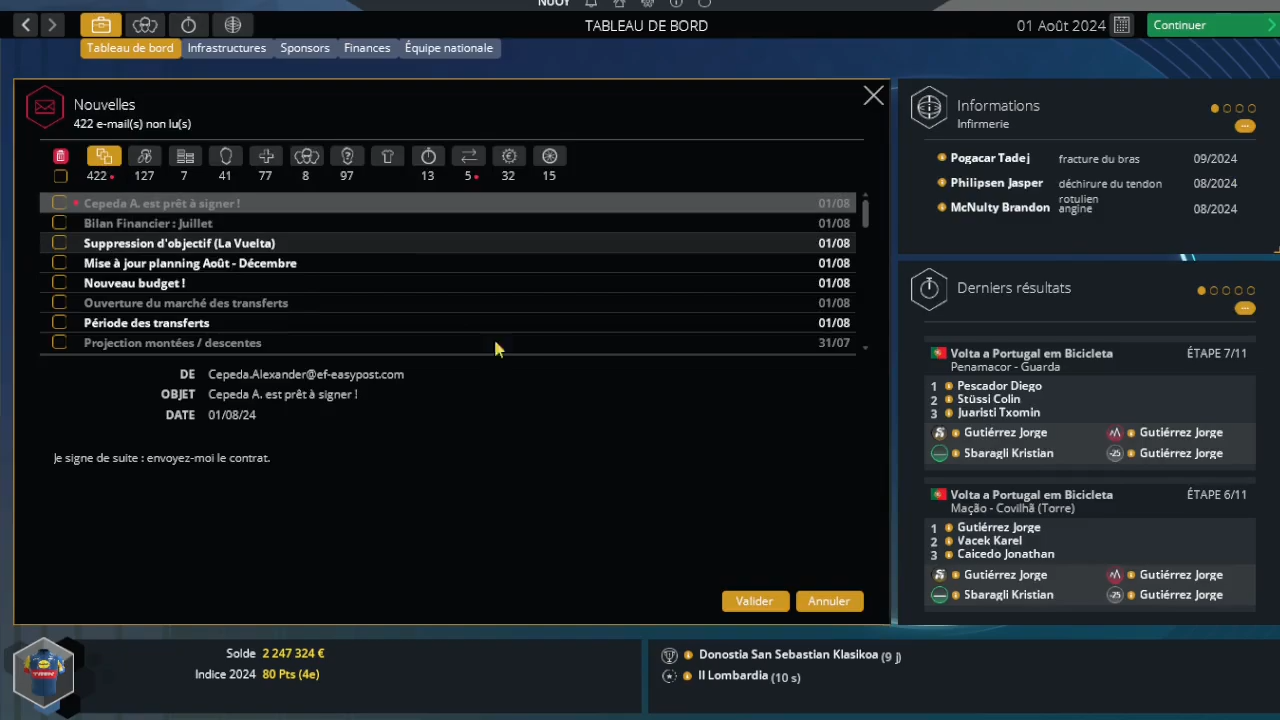 NUOY
TABLEAU DE BORD
01 Août 2024
Continuer
Tableau de bord
Infrastructures
Sponsors
Finances
Équipe nationale
Nouvelles
422 e-mail(s) non lu(s)
422
127
7
41
77
8
97
13
5
32
15
Cepeda A. est prêt à signer ! 01/08
Bilan Financier : Juillet 01/08
Suppression d'objectif (La Vuelta) 01/08
Mise à jour planning Août - Décembre 01/08
Nouveau budget ! 01/08
Ouverture du marché des transferts 01/08
Période des transferts 01/08
Projection montées / descentes 31/07
DE Cepeda.Alexander@ef-easypost.com
OBJET Cepeda A. est prêt à signer !
DATE 01/08/24
Je signe de suite : envoyez-moi le contrat.
Valider
Annuler
Informations
Infirmerie
Pogacar Tadej fracture du bras 09/2024
Philipsen Jasper déchirure du tendon rotulien 08/2024
McNulty Brandon angine 08/2024
Derniers résultats
Volta a Portugal em Bicicleta ÉTAPE 7/11
Penamacor - Guarda
1 Pescador Diego
2 Stüssi Colin
3 Juaristi Txomin
Gutiérrez Jorge Gutiérrez Jorge
Sbaragli Kristian -25 Gutiérrez Jorge
Volta a Portugal em Bicicleta ÉTAPE 6/11
Mação - Covilhã (Torre)
1 Gutiérrez Jorge
2 Vacek Karel
3 Caicedo Jonathan
Gutiérrez Jorge Gutiérrez Jorge
Sbaragli Kristian -25 Gutiérrez Jorge
Solde 2 247 324 €
Indice 2024 80 Pts (4e)
Donostia San Sebastian Klasikoa (9 j)
Il Lombardia (10 s)